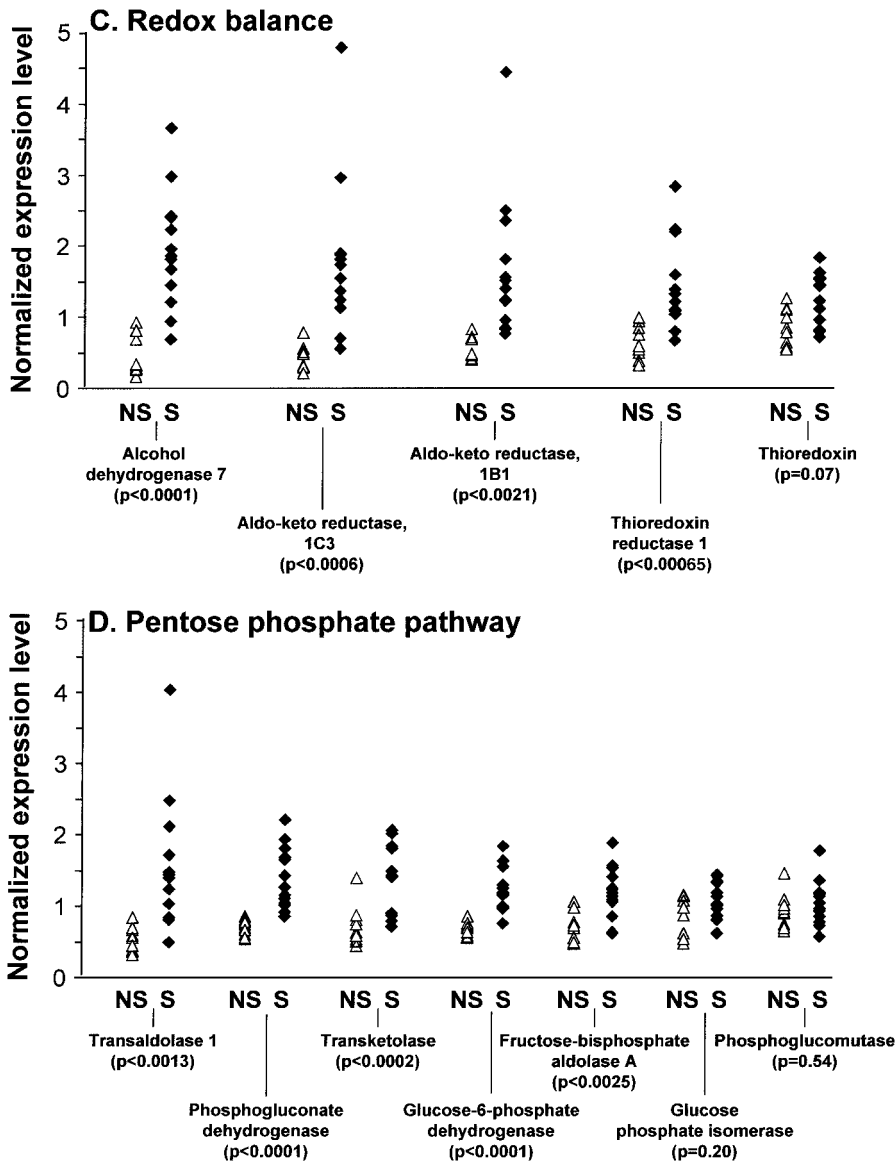 C. Redox balance
Normalized expression level
5
4
3
2
1
0
NS S NS S NS S NS S NS S
Alcohol
dehydrogenase 7
(p<0.0001)
Aldo-keto reductase,
1C3
(p<0.0006)
Aldo-keto reductase,
1B1
(p<0.0021)
Thioredoxin
reductase 1
(p<0.00065)
Thioredoxin
(p=0.07)
D. Pentose phosphate pathway
Normalized expression level
5
4
3
2
1
0
NS S NS S NS S NS S NS S NS S NS S
Transaldolase 1
(p<0.0013)
Phosphogluconate
dehydrogenase
(p<0.0001)
Transketolase
(p<0.0002)
Glucose-6-phosphate
dehydrogenase
(p<0.0001)
Fructose-bisphosphate
aldolase A
(p<0.0025)
Glucose
phosphate isomerase
(p=0.20)
Phosphoglucomutase
(p=0.54)